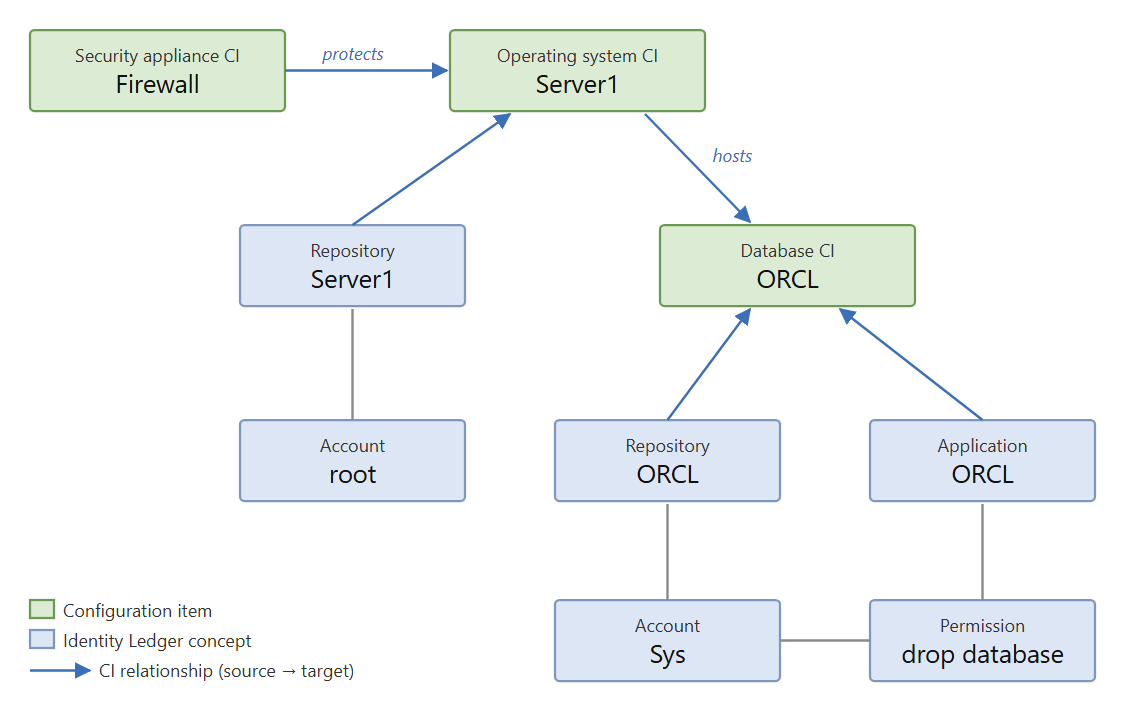 Security appliance CI
Firewall
protects
Operating system CI
Server1
hosts
Repository
Server1
Database CI
ORCL
Account
root
Repository
ORCL
Application
ORCL
Account
Sys
Permission
drop database
Configuration item
Identity Ledger concept
CI relationship (source → target)